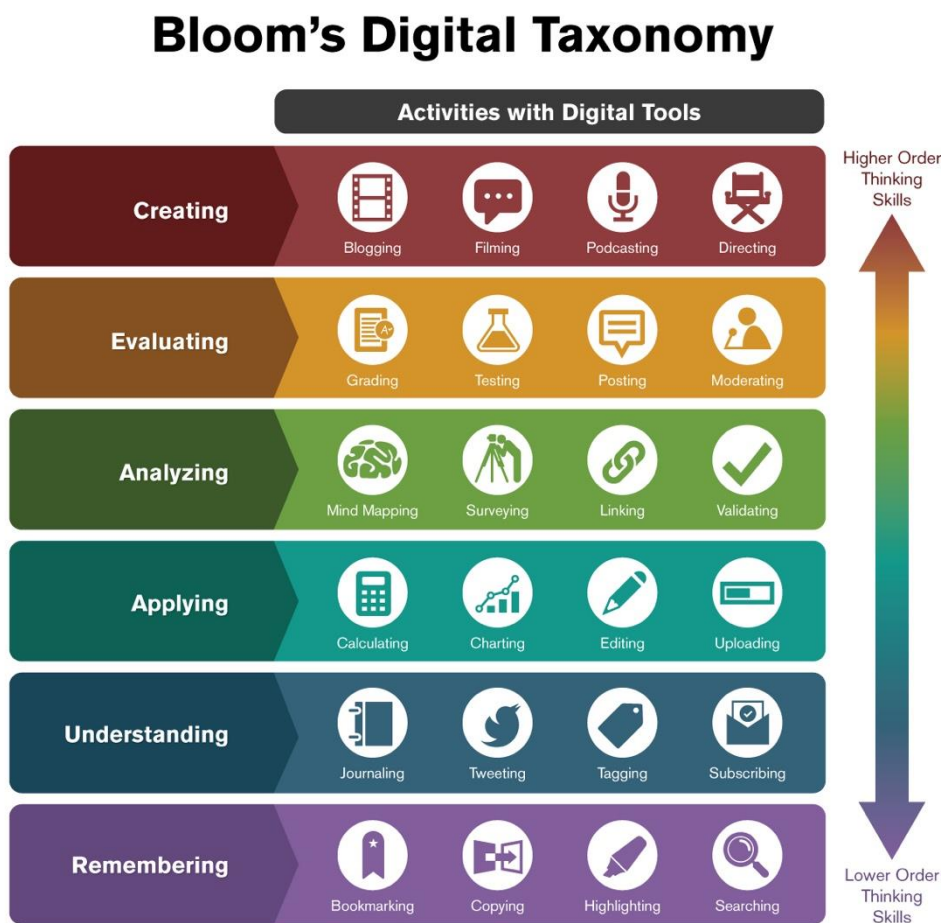 Bloom's Digital Taxonomy
Activities with Digital Tools
Higher Order
Thinking
Skills
Creating
Blogging Filming Podcasting Directing
Evaluating
A+
Grading Testing Posting Moderating
Analyzing
Mind Mapping Surveying Linking Validating
Applying
Calculating Charting Editing Uploading
Understanding
Journaling Tweeting Tagging Subscribing
Remembering
Bookmarking Copying Highlighting Searching
Lower Order
Thinking
Skills